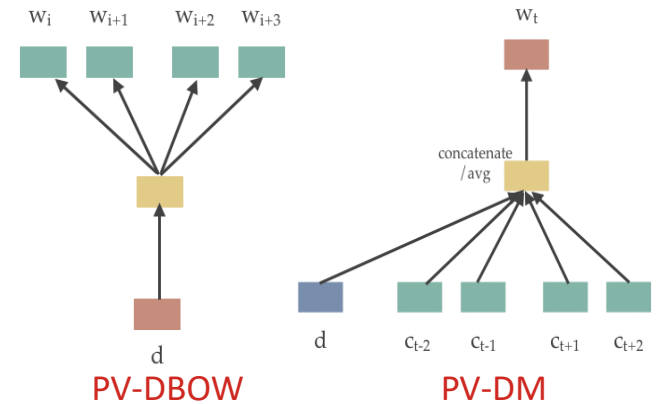 wᵢ wᵢ₊₁ wᵢ₊₂ wᵢ₊₃
d
PV-DBOW
wₜ
concatenate
/avg
d cₜ₋₂ cₜ₋₁ cₜ₊₁ cₜ₊₂
PV-DM